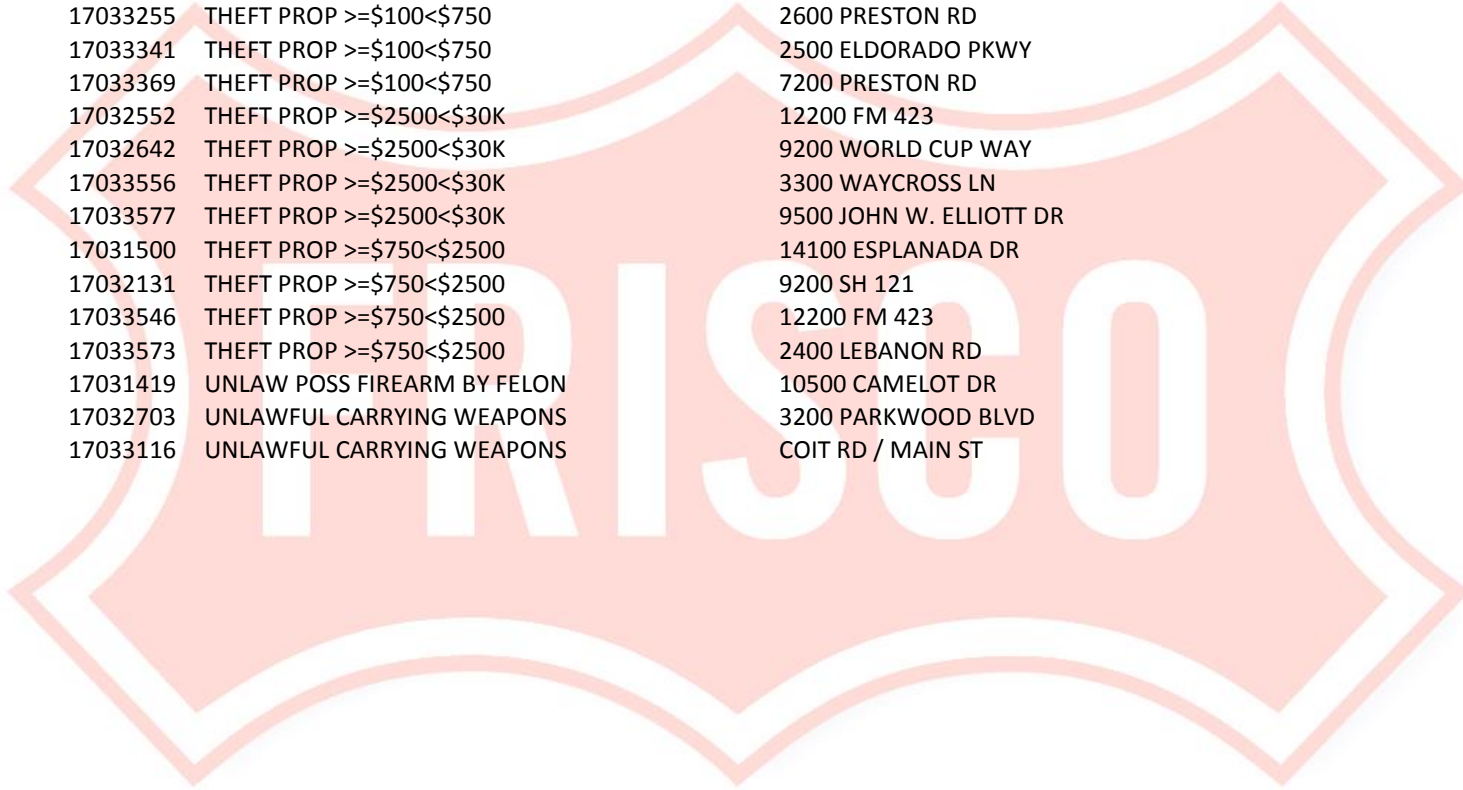 17033255 THEFT PROP >=$100<$750 2600 PRESTON RD
17033341 THEFT PROP >=$100<$750 2500 ELDORADO PKWY
17033369 THEFT PROP >=$100<$750 7200 PRESTON RD
17032552 THEFT PROP >=$2500<$30K 12200 FM 423
17032642 THEFT PROP >=$2500<$30K 9200 WORLD CUP WAY
17033556 THEFT PROP >=$2500<$30K 3300 WAYCROSS LN
17033577 THEFT PROP >=$2500<$30K 9500 JOHN W. ELLIOTT DR
17031500 THEFT PROP >=$750<$2500 14100 ESPLANADA DR
17032131 THEFT PROP >=$750<$2500 9200 SH 121
17033546 THEFT PROP >=$750<$2500 12200 FM 423
17033573 THEFT PROP >=$750<$2500 2400 LEBANON RD
17031419 UNLAW POSS FIREARM BY FELON 10500 CAMELOT DR
17032703 UNLAWFUL CARRYING WEAPONS 3200 PARKWOOD BLVD
17033116 UNLAWFUL CARRYING WEAPONS COIT RD / MAIN ST
FRISCO